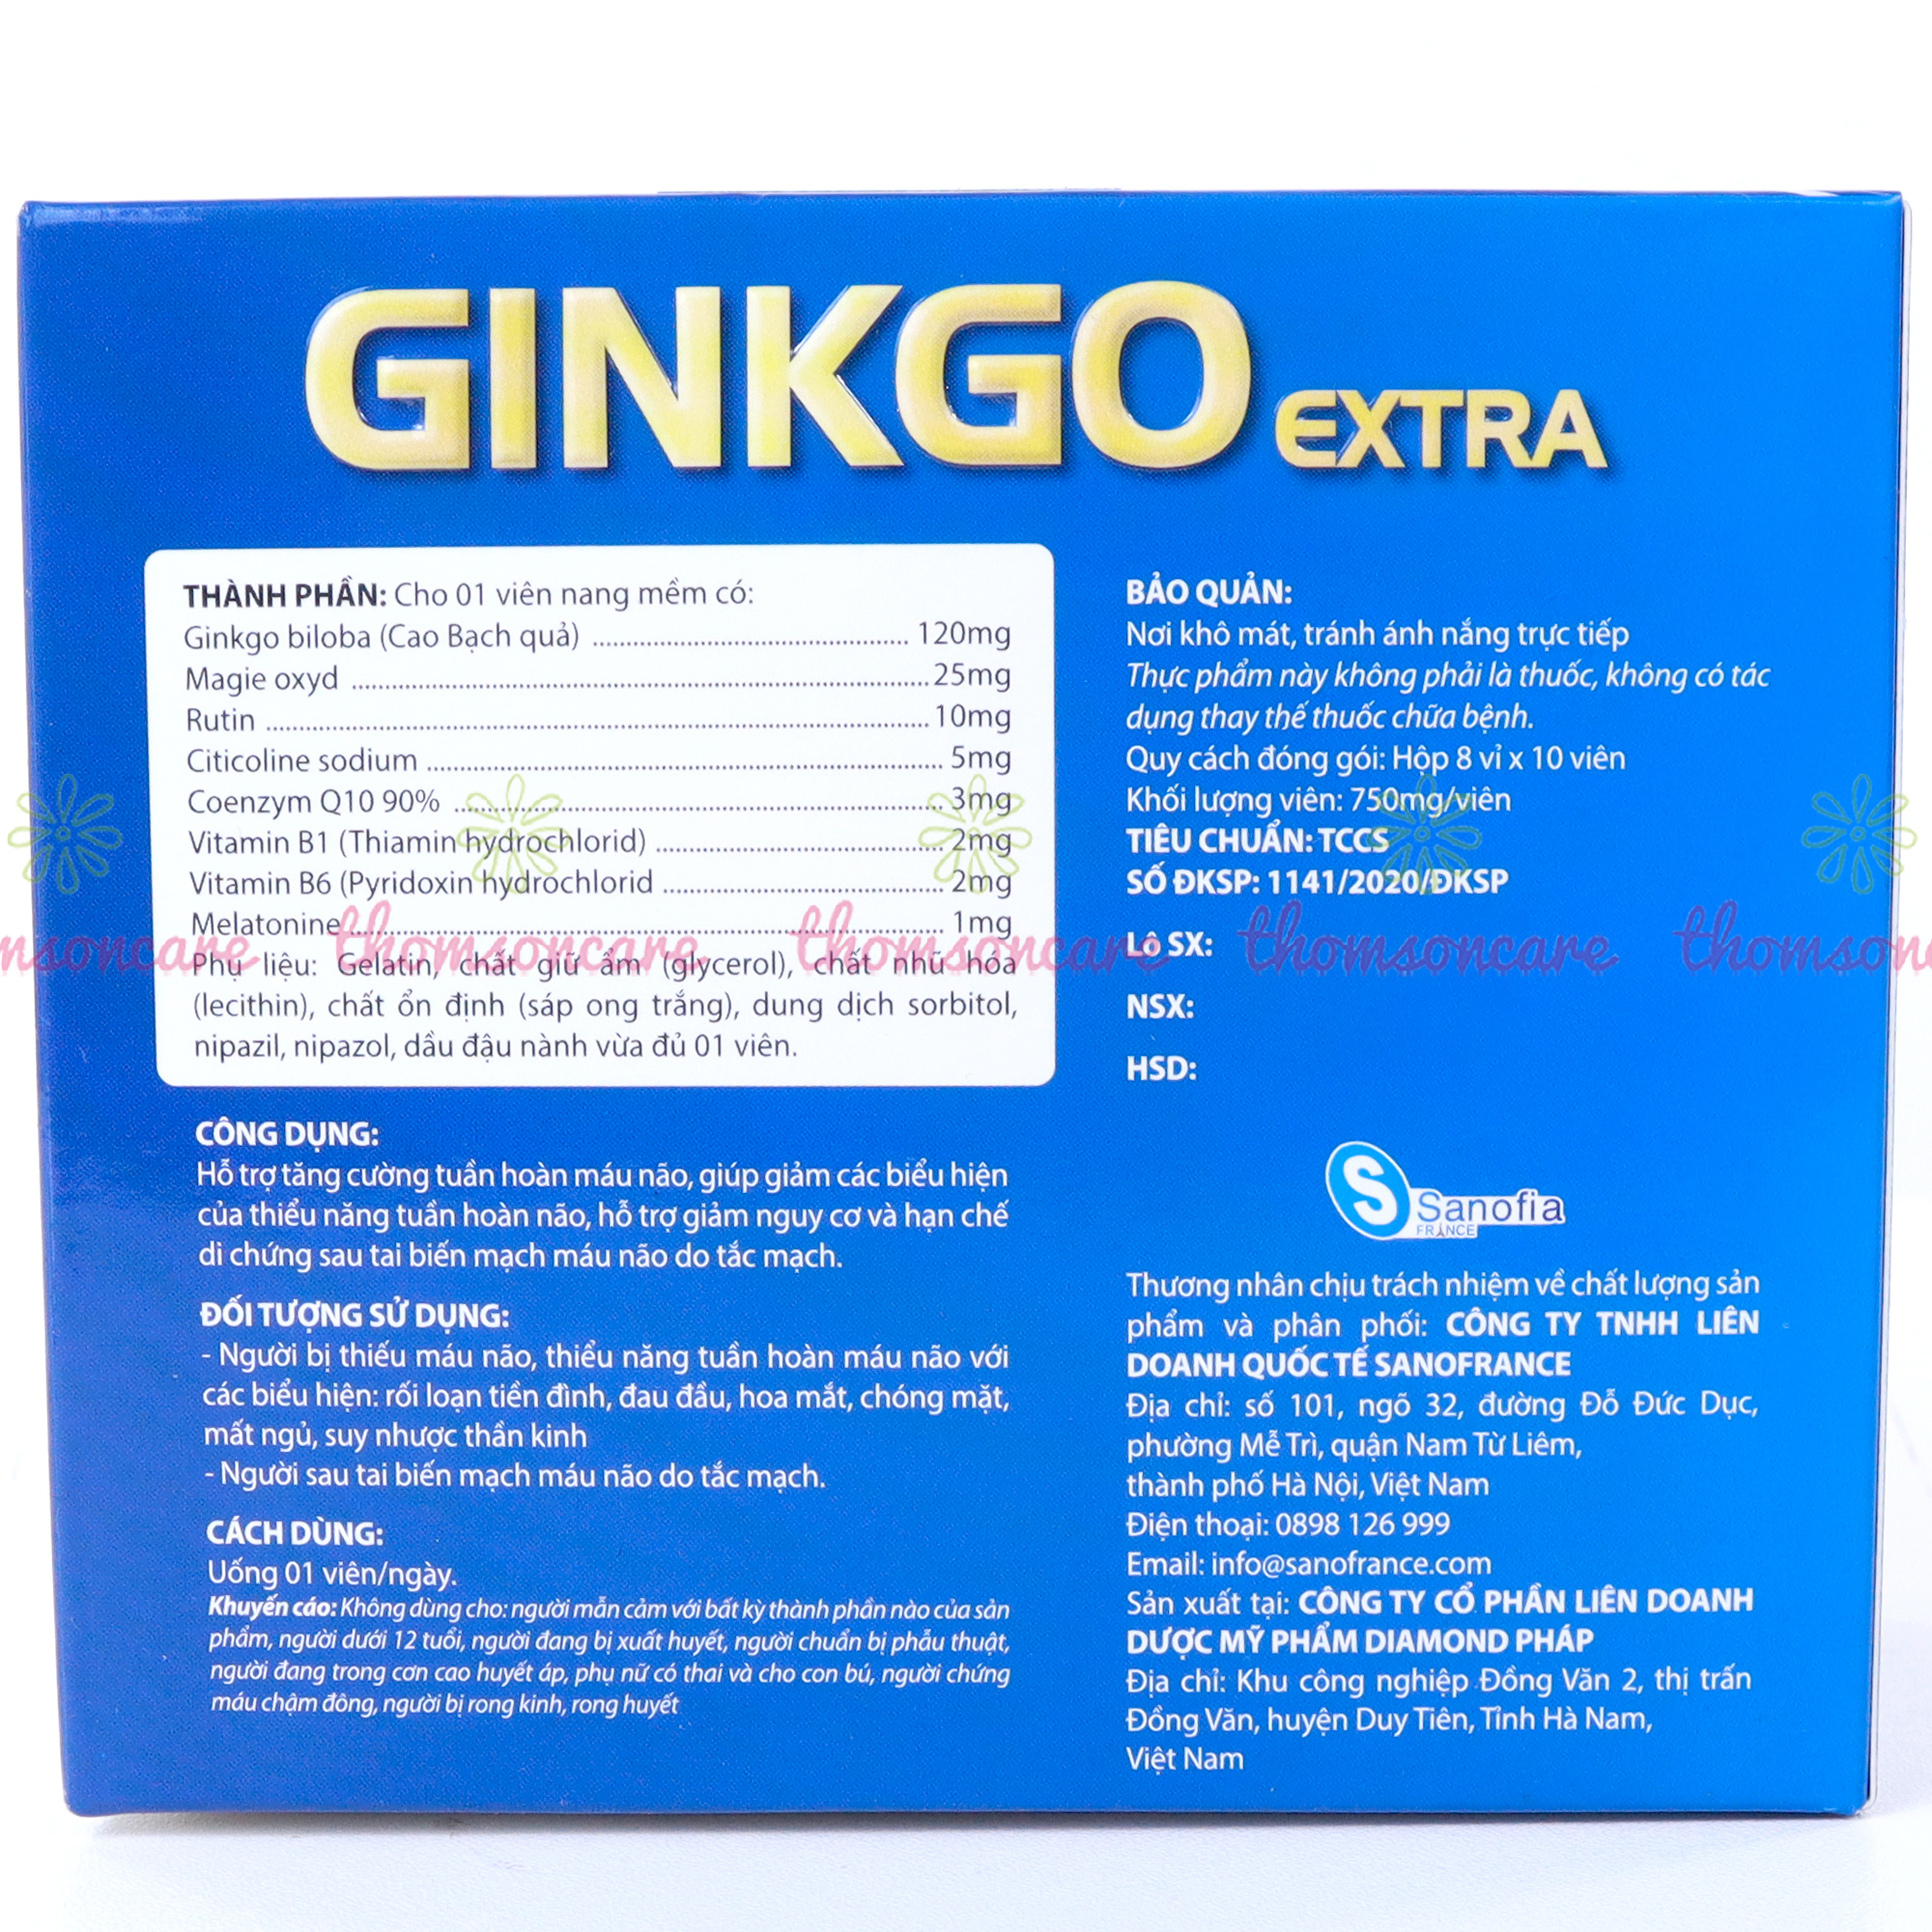 GINKGO EXTRA
THÀNH PHẦN: Cho 01 viên nang mềm có:
Ginkgo biloba (Cao Bạch quả) ........ 120mg
Magie oxyd ........ 25mg
Rutin ........ 10mg
Citicoline sodium ........ 5mg
Coenzym Q10 90% ........ 3mg
Vitamin B1 (Thiamin hydrochlorid) ........ 2mg
Vitamin B6 (Pyridoxin hydrochlorid ........ 2mg
Melatonine ........ 1mg
Phụ liệu: Gelatin, chất giữ ẩm (glycerol), chất nhũ hóa
(lecithin), chất ổn định (sáp ong trắng), dung dịch sorbitol,
nipazil, nipazol, dầu đậu nành vừa đủ 01 viên.
CÔNG DỤNG:
Hỗ trợ tăng cường tuần hoàn máu não, giúp giảm các biểu hiện
của thiểu năng tuần hoàn não, hỗ trợ giảm nguy cơ và hạn chế
di chứng sau tai biến mạch máu não do tắc mạch.
ĐỐI TƯỢNG SỬ DỤNG:
- Người bị thiếu máu não, thiểu năng tuần hoàn máu não với
các biểu hiện: rối loạn tiền đình, đau đầu, hoa mắt, chóng mặt,
mất ngủ, suy nhược thần kinh
- Người sau tai biến mạch máu não do tắc mạch.
CÁCH DÙNG:
Uống 01 viên/ngày.
Khuyến cáo: Không dùng cho: người mẫn cảm với bất kỳ thành phần nào của sản
phẩm, người dưới 12 tuổi, người đang bị xuất huyết, người chuẩn bị phẫu thuật,
người đang trong cơn cao huyết áp, phụ nữ có thai và cho con bú, người chứng
máu chậm đông, người bị rong kinh, rong huyết
BẢO QUẢN:
Nơi khô mát, tránh ánh nắng trực tiếp
Thực phẩm này không phải là thuốc, không có tác
dụng thay thế thuốc chữa bệnh.
Quy cách đóng gói: Hộp 8 vỉ x 10 viên
Khối lượng viên: 750mg/viên
TIÊU CHUẨN: TCCS
SỐ ĐKSP: 1141/2020/ĐKSP
Lô SX:
NSX:
HSD:
S Sanofia
FRANCE
Thương nhân chịu trách nhiệm về chất lượng sản
phẩm và phân phối: CÔNG TY TNHH LIÊN
DOANH QUỐC TẾ SANOFRANCE
Địa chỉ: số 101, ngõ 32, đường Đỗ Đức Dục,
phường Mễ Trì, quận Nam Từ Liêm,
thành phố Hà Nội, Việt Nam
Điện thoại: 0898 126 999
Email: info@sanofrance.com
Sản xuất tại: CÔNG TY CỔ PHẦN LIÊN DOANH
DƯỢC MỸ PHẨM DIAMOND PHÁP
Địa chỉ: Khu công nghiệp Đồng Văn 2, thị trấn
Đồng Văn, huyện Duy Tiên, Tỉnh Hà Nam,
Việt Nam
omsoncare thomsoncare thomsoncare thomsoncare thomsonc